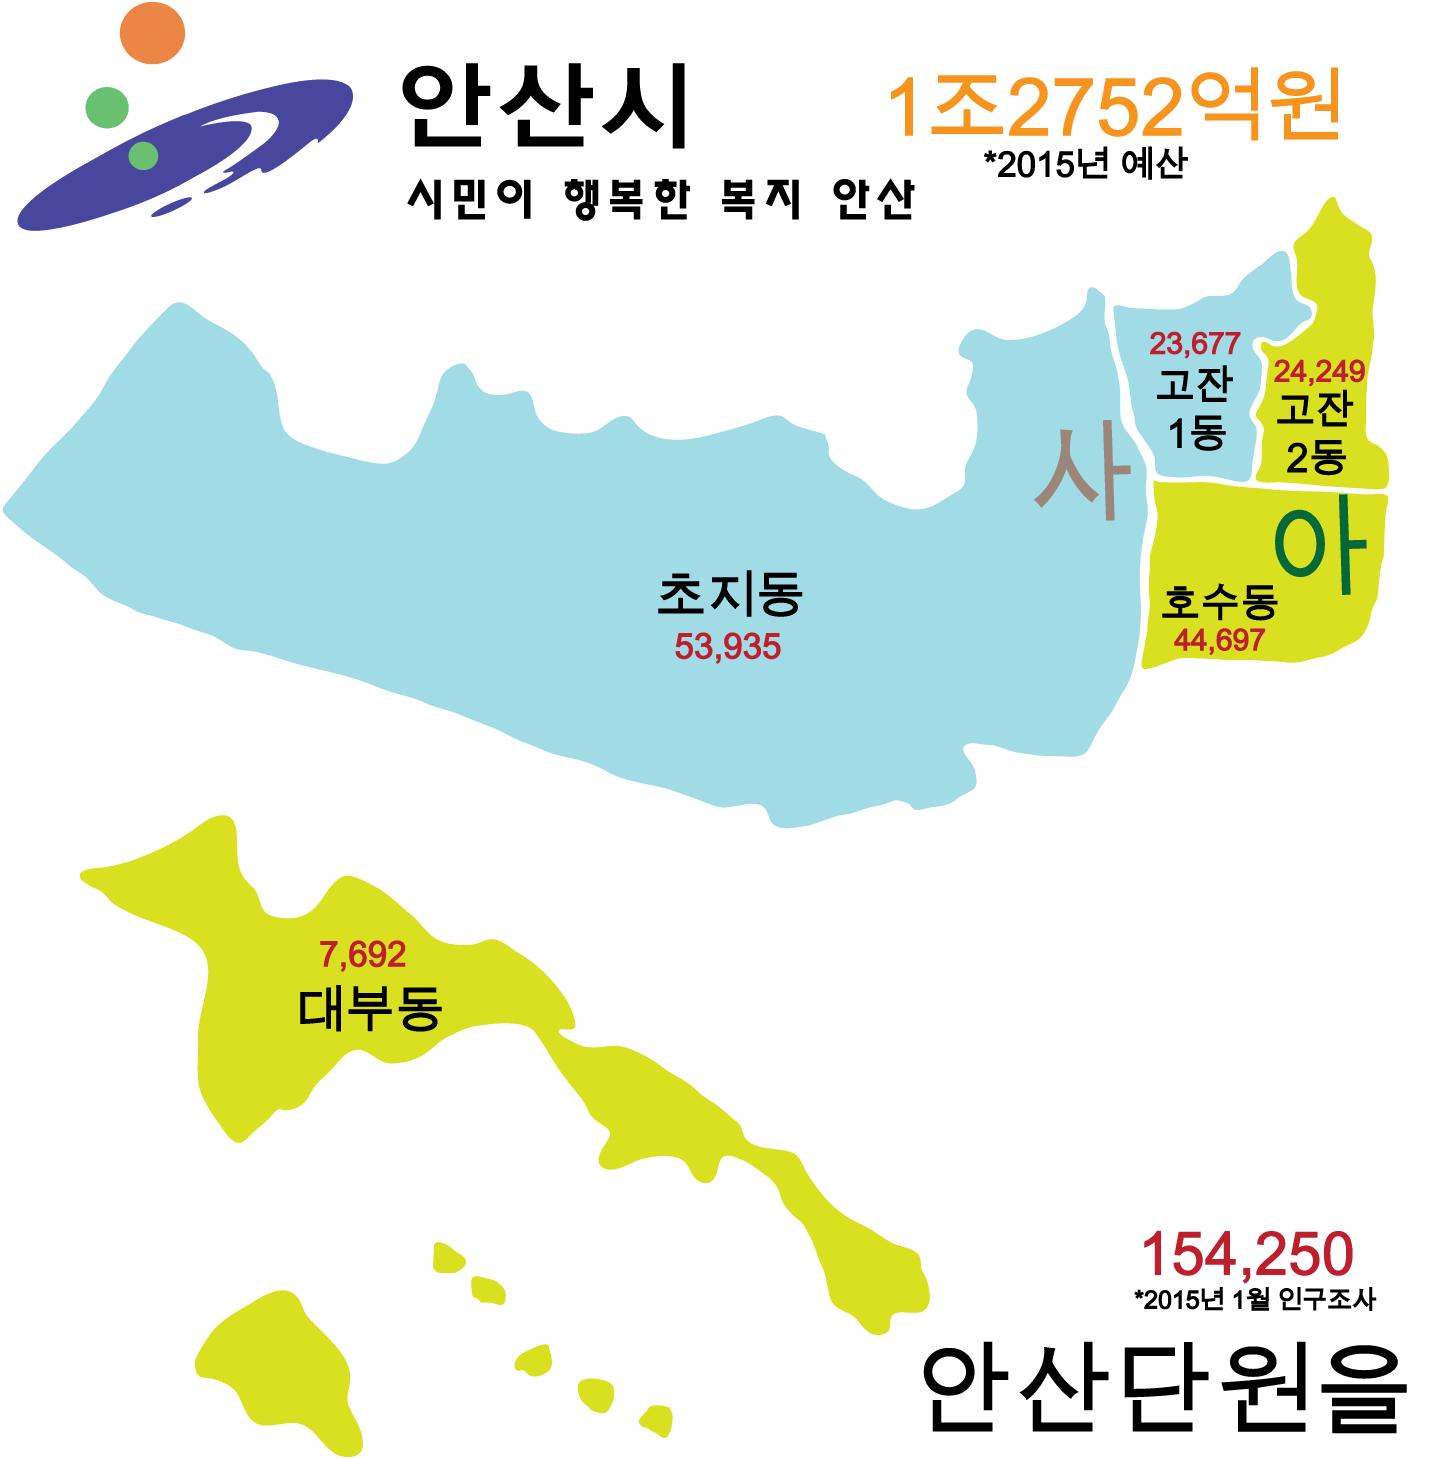 안산시
시민이 행복한 복지 안산
1조2752억원
*2015년 예산
23,677
고잔
1동
24,249
고잔
2동
사
아
호수동
44,697
초지동
53,935
7,692
대부동
154,250
*2015년 1월 인구조사
안산단원을